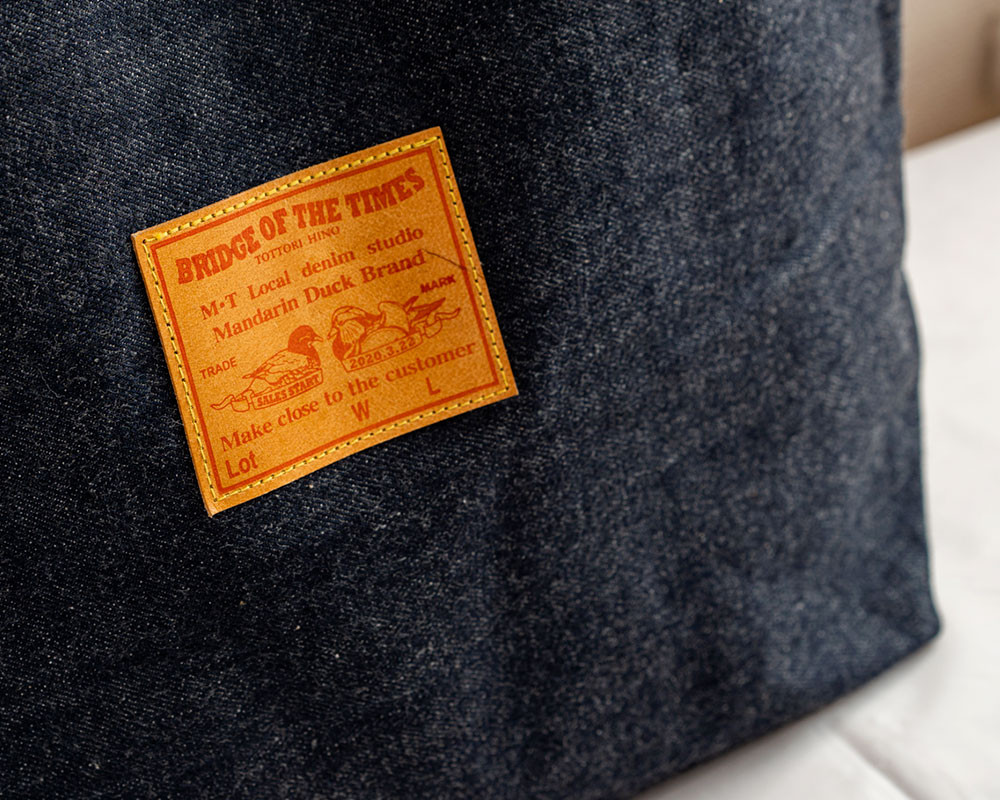 BRIDGE OF THE TIMES
TOTTORI HINO
M•T Local denim studio
Mandarin Duck Brand
TRADE MARK
SALES START 2020.3.22
Make close to the customer
Lot W L